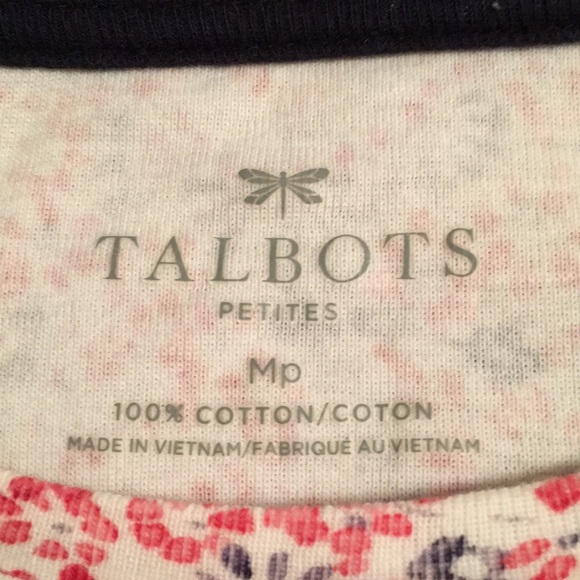 TALBOTS
PETITES
Mp
100% COTTON/COTON
MADE IN VIETNAM/FABRIQUÉ AU VIETNAM